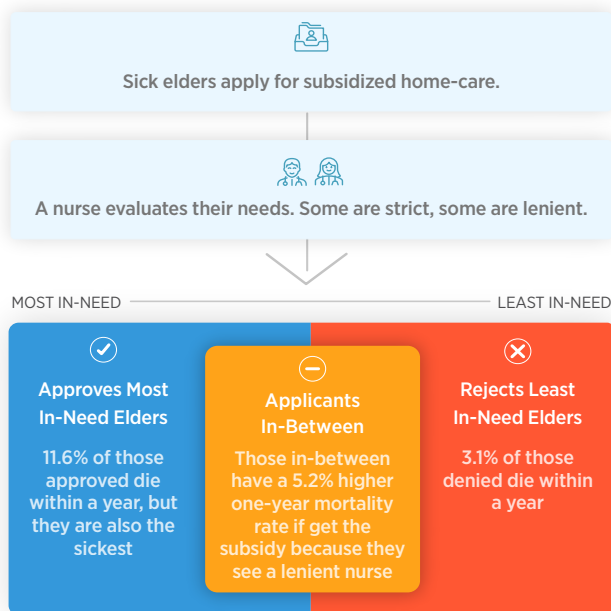 Sick elders apply for subsidized home-care.
A nurse evaluates their needs. Some are strict, some are lenient.
MOST IN-NEED
LEAST IN-NEED
Approves Most
In-Need Elders
11.6% of those
approved die
within a year, but
they are also the
sickest
Applicants
In-Between
Those in-between
have a 5.2% higher
one-year mortality
rate if get the
subsidy because they
see a lenient nurse
Rejects Least
In-Need Elders
3.1% of those
denied die within
a year